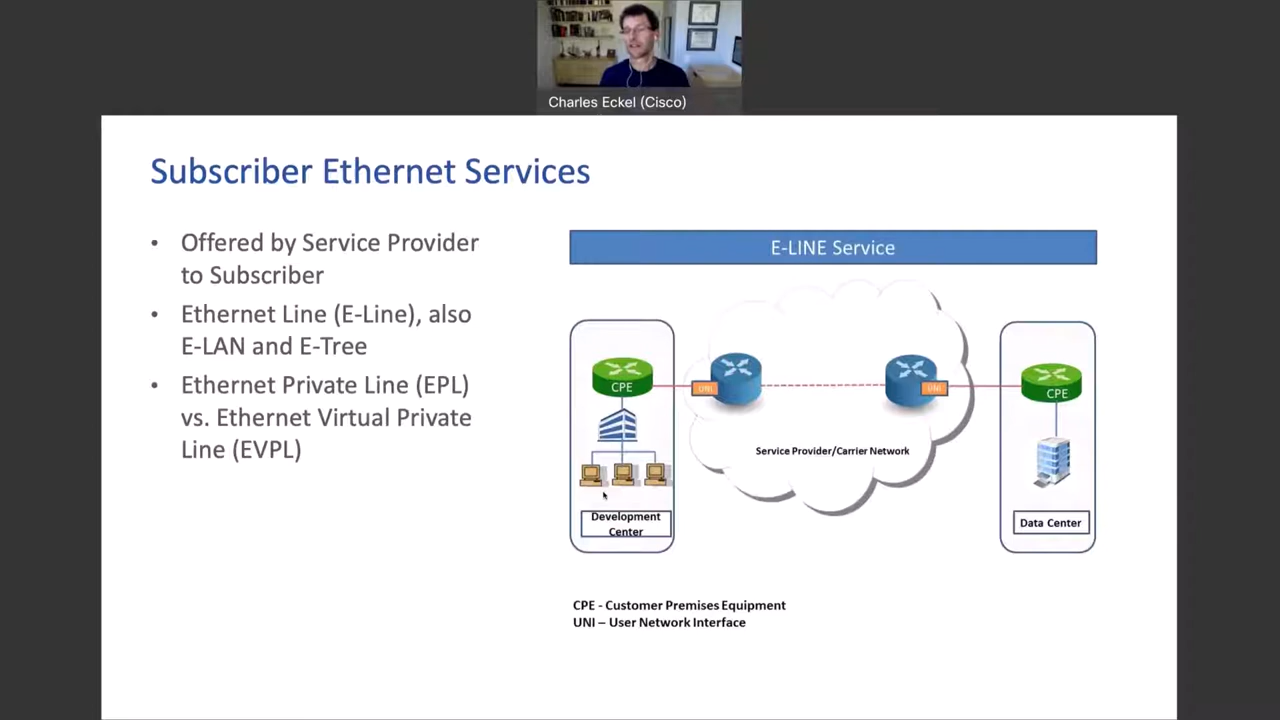 Charles Eckel (Cisco)
Subscriber Ethernet Services
• Offered by Service Provider
to Subscriber
• Ethernet Line (E-Line), also
E-LAN and E-Tree
• Ethernet Private Line (EPL)
vs. Ethernet Virtual Private
Line (EVPL)
E-LINE Service
CPE
UNI
UNI
CPE
Service Provider/Carrier Network
Development
Center
Data Center
CPE - Customer Premises Equipment
UNI – User Network Interface